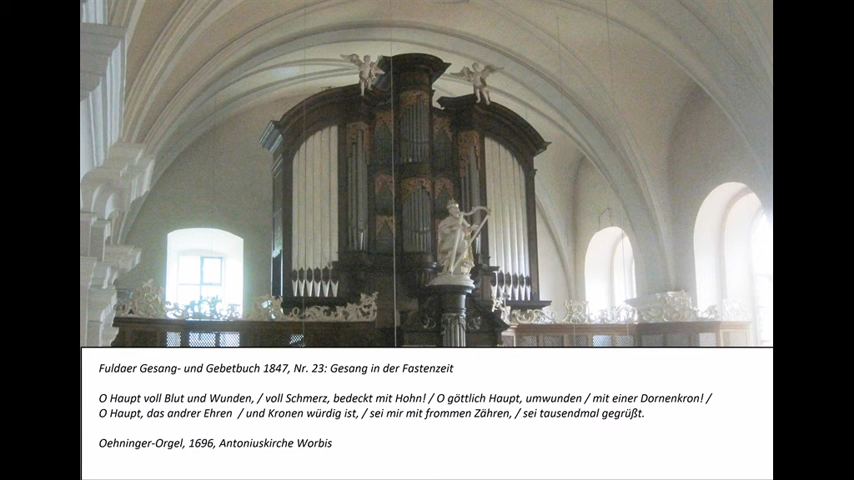 Fuldaer Gesang- und Gebetbuch 1847, Nr. 23: Gesang in der Fastenzeit
O Haupt voll Blut und Wunden, / voll Schmerz, bedeckt mit Hohn! / O göttlich Haupt, umwunden / mit einer Dornenkron! /
O Haupt, das andrer Ehren / und Kronen würdig ist, / sei mir mit frommen Zähren, / sei tausendmal gegrüßt.
Oehninger-Orgel, 1696, Antoniuskirche Worbis